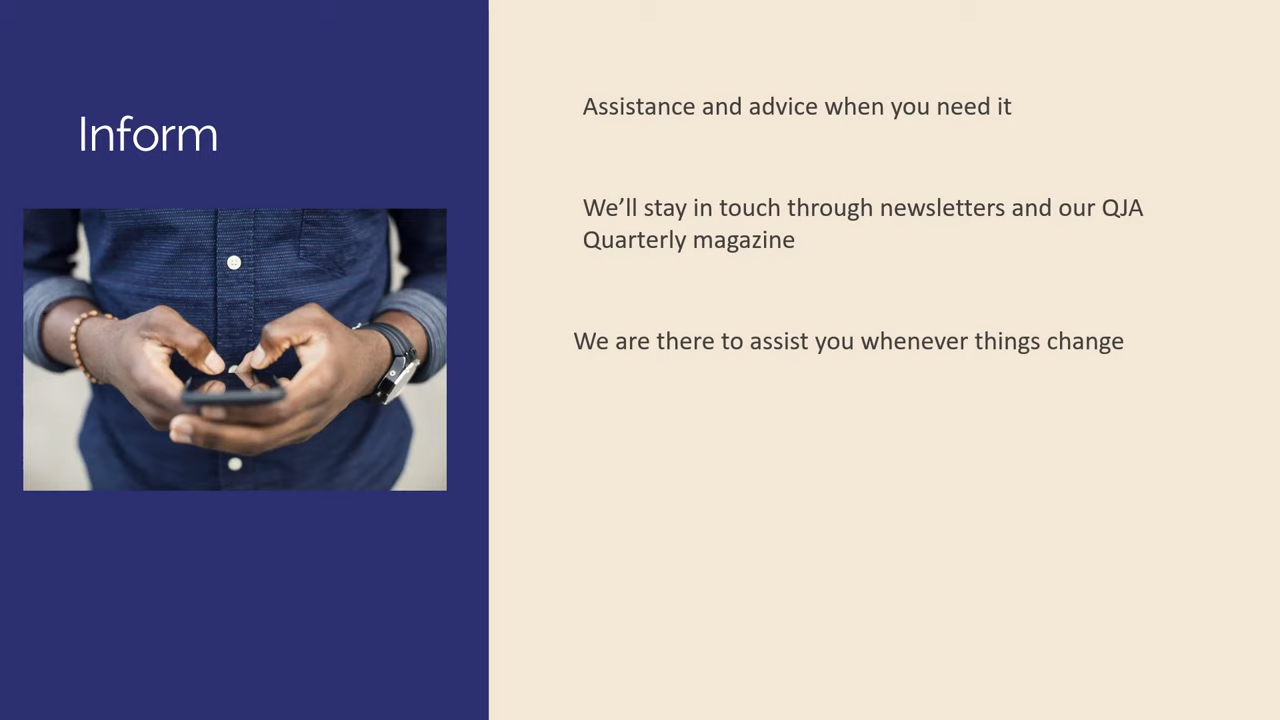 Inform
Assistance and advice when you need it
We’ll stay in touch through newsletters and our QJA
Quarterly magazine
We are there to assist you whenever things change